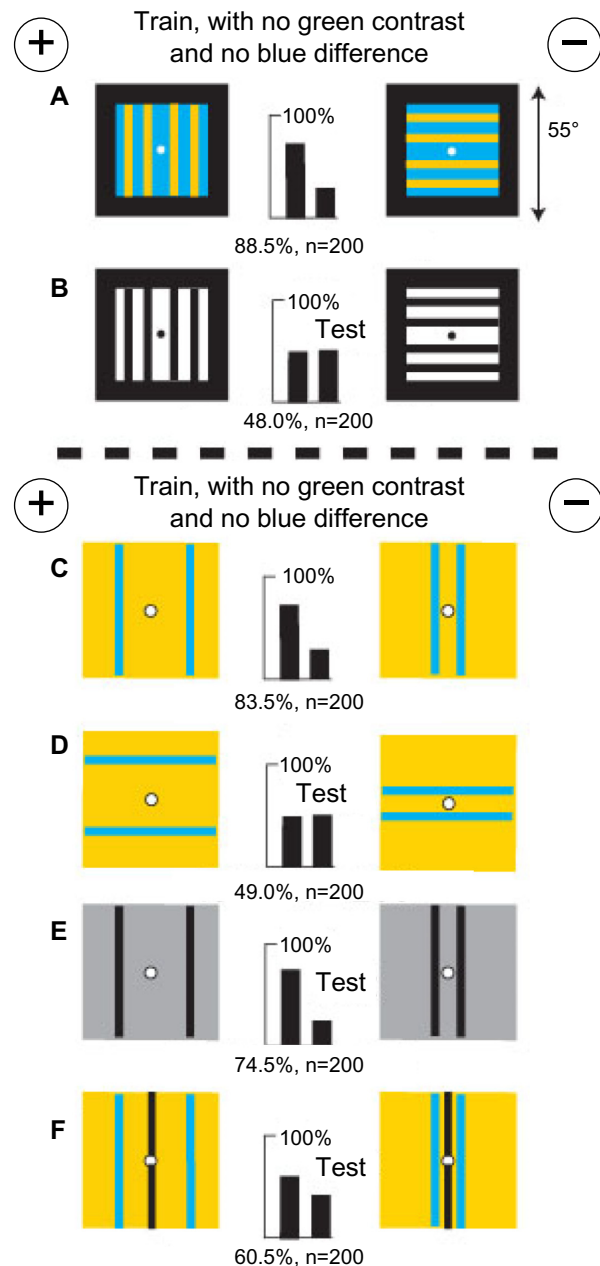 + Train, with no green contrast −
and no blue difference
A
100%
55°
88.5%, n=200
B
100%
Test
48.0%, n=200
+ Train, with no green contrast −
and no blue difference
C
100%
83.5%, n=200
D
100%
Test
49.0%, n=200
E
100%
Test
74.5%, n=200
F
100%
Test
60.5%, n=200